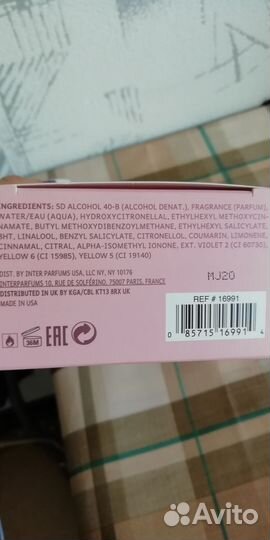 INGREDIENTS: SD ALCOHOL 40-B (ALCOHOL DENAT.), FRAGRANCE (PARFUM),
WATER/EAU (AQUA), HYDROXYCITRONELLAL, ETHYLHEXYL METHOXYCIN-
NAMATE, BUTYL METHOXYDIBENZOYLMETHANE, ETHYLHEXYL SALICYLATE,
BHT, LINALOOL, BENZYL SALICYLATE, CITRONELLOL, COUMARIN, LIMONENE,
CINNAMAL, CITRAL, ALPHA-ISOMETHYL IONONE, EXT. VIOLET 2 (CI 60730),
YELLOW 6 (CI 15985), YELLOW 5 (CI 19140)
DIST. BY INTER PARFUMS USA, LLC NY, NY 10176
INTERPARFUMS 10, RUE DE SOLFÉRINO, 75007 PARIS, FRANCE
DISTRIBUTED IN UK BY KGA/CBL KT13 8RX UK
MADE IN USA
MJ20
REF # 16991
0 85715 16991 4
36M
EAC
Avito